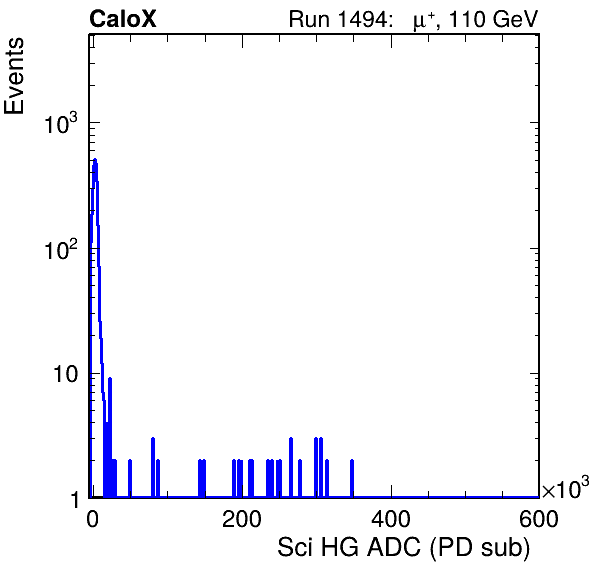 CaloX Run 1494: μ⁺, 110 GeV
Events
10³
10²
10
1
0 200 400 600
×10³
Sci HG ADC (PD sub)